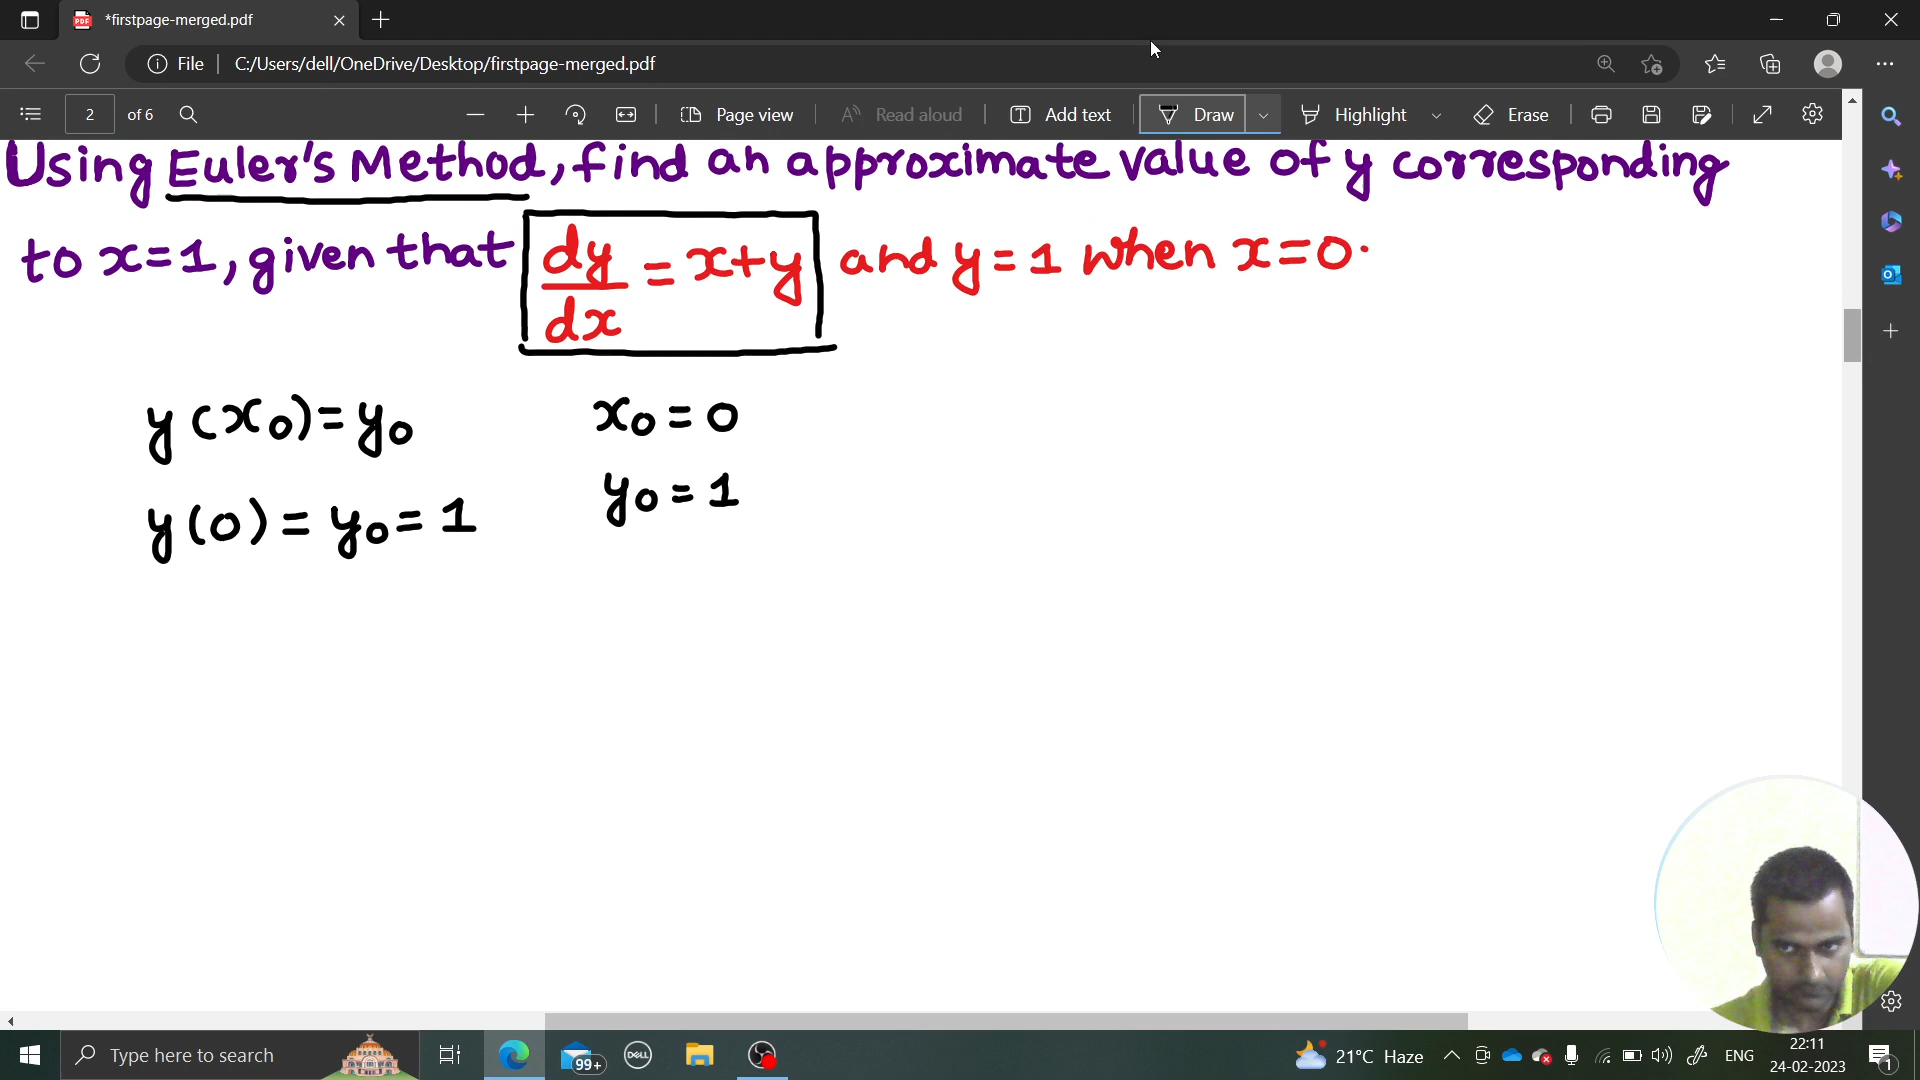 *firstpage-merged.pdf
File
C:/Users/dell/OneDrive/Desktop/firstpage-merged.pdf
2 of 6
Page view
Read aloud
Add text
Draw
Highlight
Erase
Using Euler's Method, find an approximate value of y corresponding
to x=1, given that dy/dx = x+y and y=1 when x=0.
y(x₀)=y₀
x₀=0
y₀=1
y(0)=y₀=1
Type here to search
99+
DELL
21°C Haze
ENG
22:11
24-02-2023
1